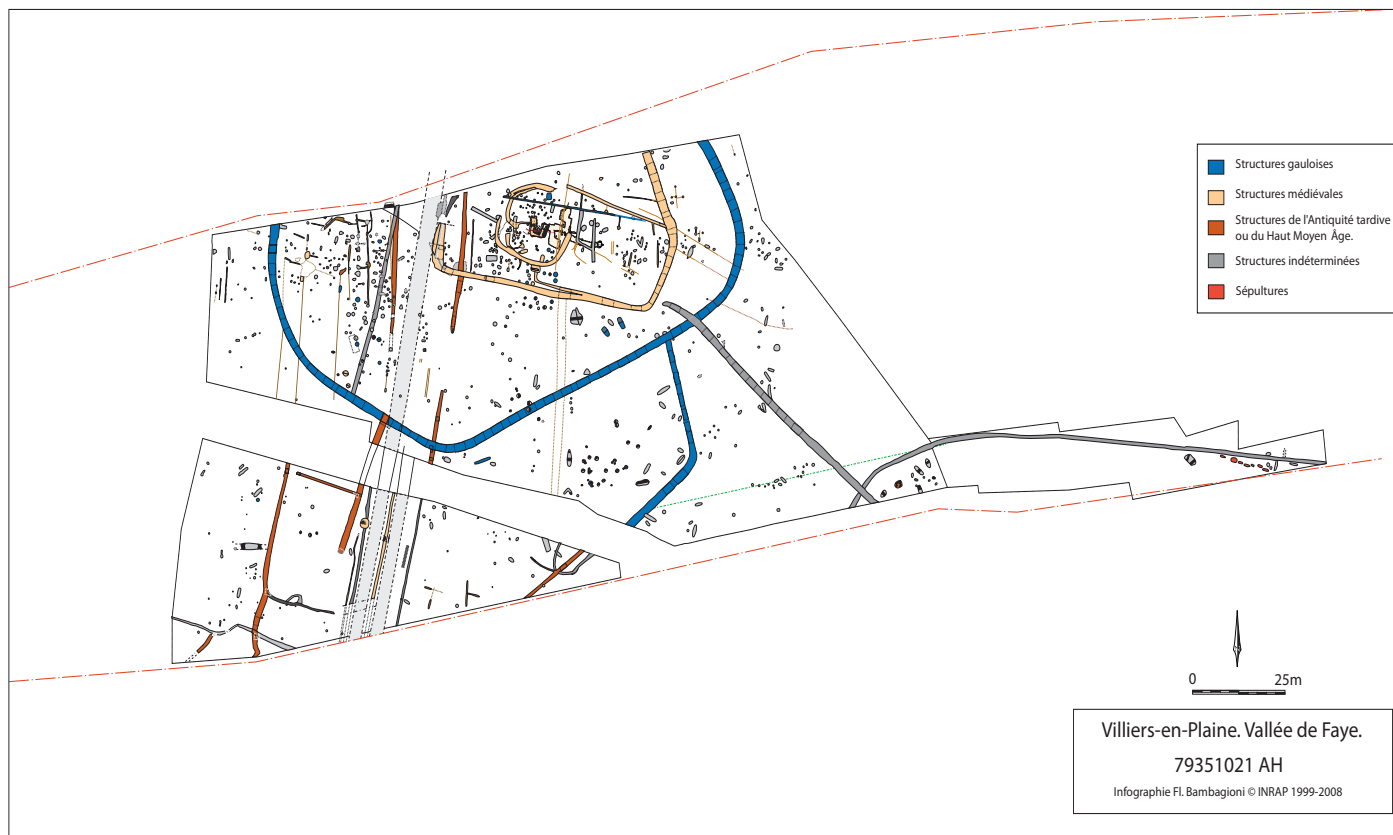 Structures gauloises
Structures médiévales
Structures de l'Antiquité tardive
ou du Haut Moyen Âge.
Structures indéterminées
Sépultures
0 25m
Villiers-en-Plaine. Vallée de Faye.
79351021 AH
Infographie Fl. Bambagioni © INRAP 1999-2008